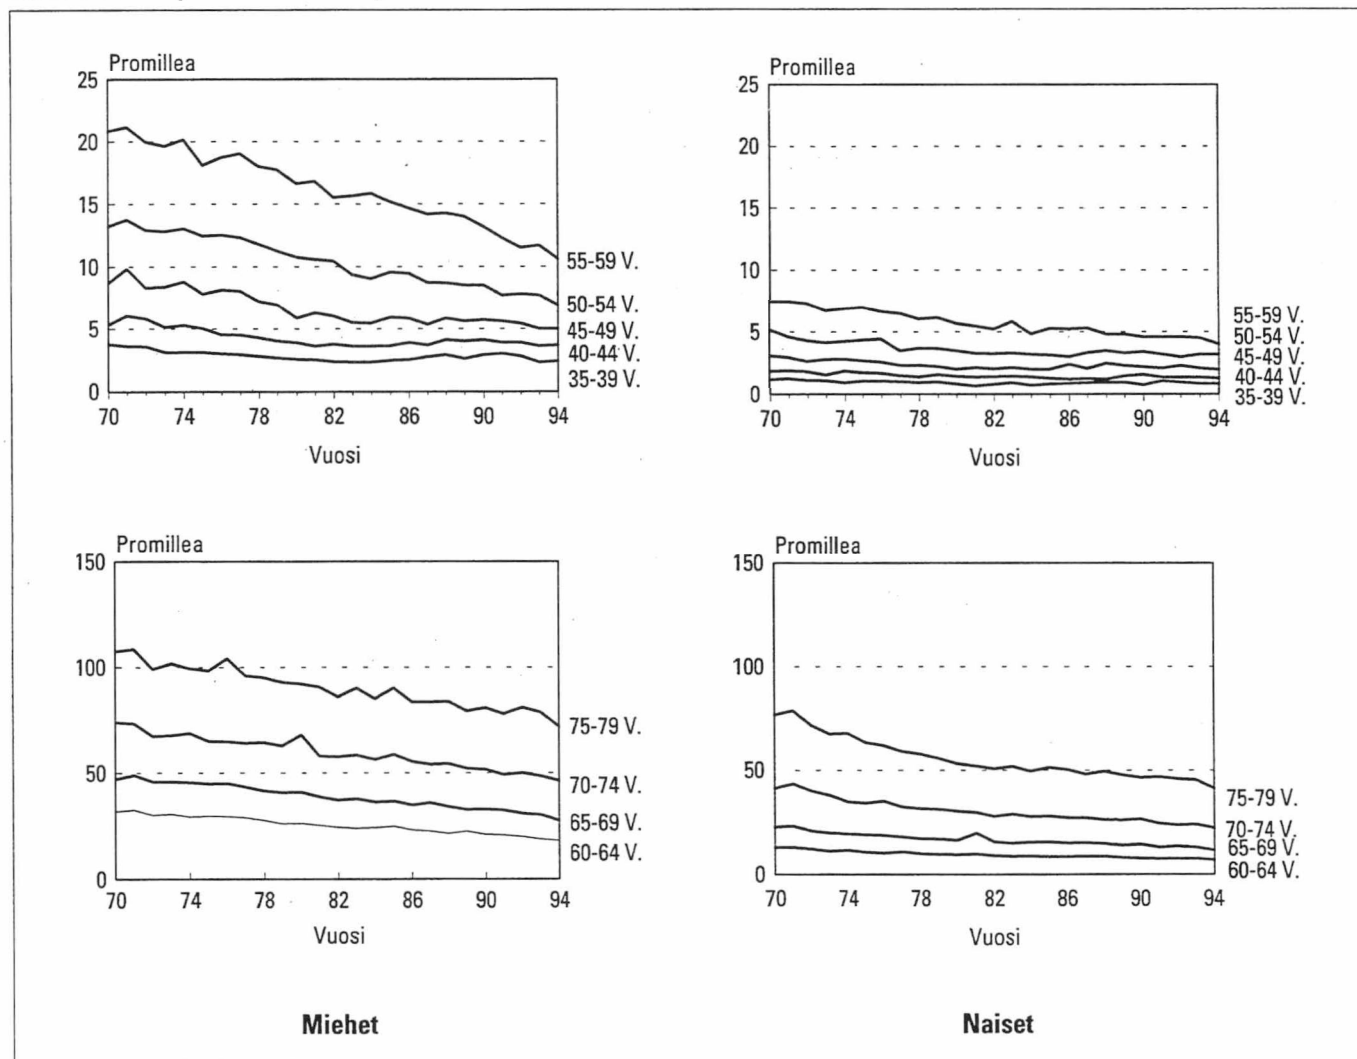 Promillea
25
20
15
10
5
0
55-59 V.
50-54 V.
45-49 V.
40-44 V.
35-39 V.
70 74 78 82 86 90 94
Vuosi
Promillea
25
20
15
10
5
0
55-59 V.
50-54 V.
45-49 V.
40-44 V.
35-39 V.
70 74 78 82 86 90 94
Vuosi
Promillea
150
100
50
0
75-79 V.
70-74 V.
65-69 V.
60-64 V.
70 74 78 82 86 90 94
Vuosi
Promillea
150
100
50
0
75-79 V.
70-74 V.
65-69 V.
60-64 V.
70 74 78 82 86 90 94
Vuosi
Miehet
Naiset